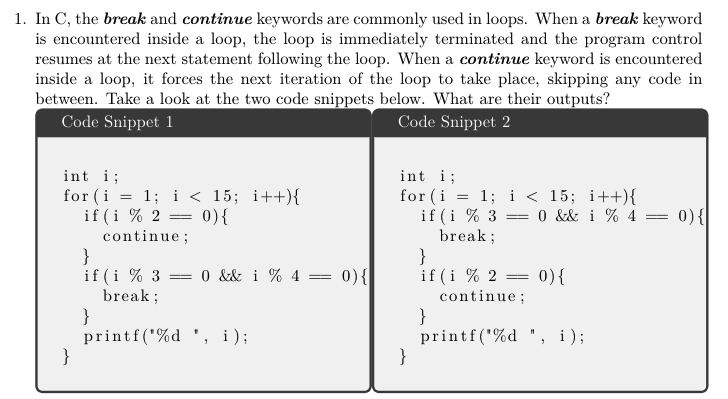 1. In C, the break and continue keywords are commonly used in loops. When a break keyword
is encountered inside a loop, the loop is immediately terminated and the program control
resumes at the next statement following the loop. When a continue keyword is encountered
inside a loop, it forces the next iteration of the loop to take place, skipping any code in
between. Take a look at the two code snippets below. What are their outputs?
Code Snippet 1
int i;
for(i = 1; i < 15; i++){
if(i % 2 == 0){
continue;
}
if(i % 3 == 0 && i % 4 == 0){
break;
}
printf("%d ", i);
}
Code Snippet 2
int i;
for(i = 1; i < 15; i++){
if(i % 3 == 0 && i % 4 == 0){
break;
}
if(i % 2 == 0){
continue;
}
printf("%d ", i);
}